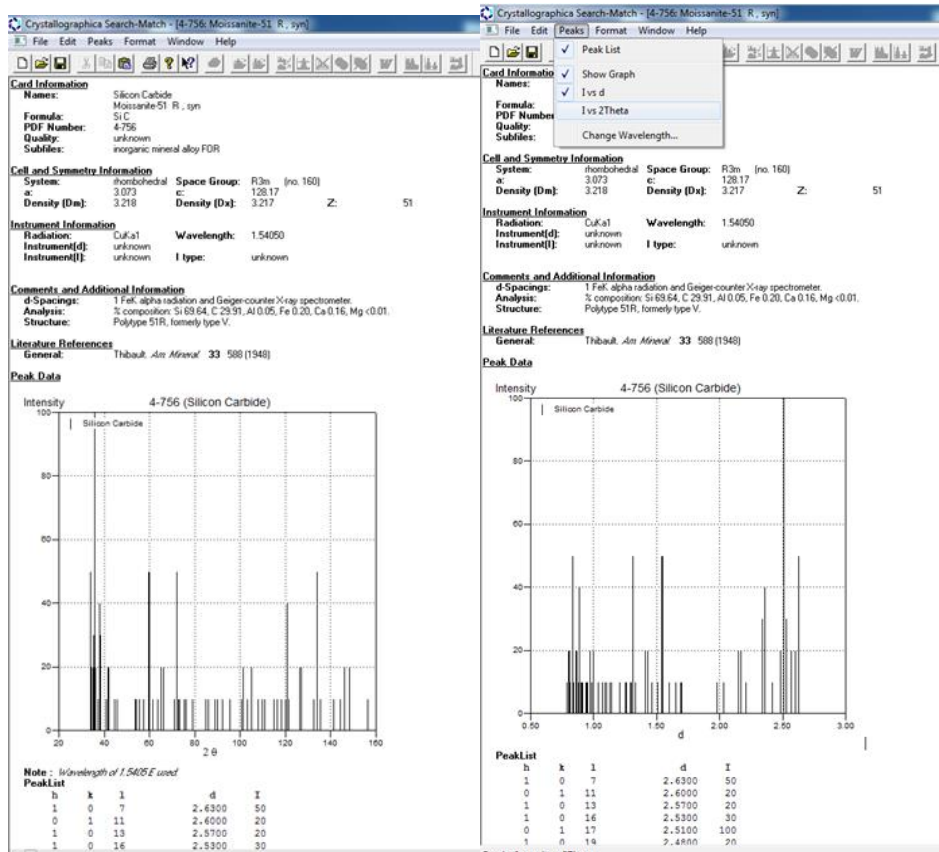 Crystallographica Search-Match - [4-756: Moissanite-51 R , syn]
File Edit Peaks Format Window Help
Card Information
Names: Silicon Carbide
Moissanite-51 R , syn
Formula: Si C
PDF Number: 4-756
Quality: unknown
Subfiles: inorganic mineral alloy FOR
Cell and Symmetry Information
System: rhombohedral Space Group: R3m (no. 160)
a: 3.073 c: 128.17
Density (Dm): 3.218 Density (Dx): 3.217 Z: 51
Instrument Information
Radiation: CuKa1 Wavelength: 1.54050
Instrument(d): unknown
Instrument(I): unknown I type: unknown
Comments and Additional Information
d-Spacings: 1 FeK alpha radiation and Geiger-counter X-ray spectrometer.
Analysis: % composition: Si 69.64, C 29.91, Al 0.05, Fe 0.20, Ca 0.16, Mg <0.01.
Structure: Polytype 51R, formerly type V.
Literature References
General: Thibault. Am Mineral 33 588 (1948)
Peak Data
Intensity 4-756 (Silicon Carbide)
Silicon Carbide
100
80
60
40
20
0
20 40 60 80 100 120 140 160
2 θ
Note : Wavelength of 1.5405E used
PeakList
h k l d I
1 0 7 2.6300 50
0 1 11 2.6000 20
1 0 13 2.5700 20
1 0 16 2.5300 30
Crystallographica Search-Match - [4-756: Moissanite-51 R , syn]
File Edit Peaks Format Window Help
Peak List
Show Graph
I vs d
I vs 2Theta
Change Wavelength...
Card Informatio
Names:
Formula:
PDF Number
Quality:
Subfiles:
Cell and Symmetry Information
System: rhombohedral Space Group: R3m (no. 160)
a: 3.073 c: 128.17
Density (Dm): 3.218 Density (Dx): 3.217 Z: 51
Instrument Information
Radiation: CuKa1 Wavelength: 1.54050
Instrument(d): unknown
Instrument(I): unknown I type: unknown
Comments and Additional Information
d-Spacings: 1 FeK alpha radiation and Geiger-counter X-ray spectrometer.
Analysis: % composition: Si 69.64, C 29.91, Al 0.05, Fe 0.20, Ca 0.16, Mg <0.01.
Structure: Polytype 51R, formerly type V.
Literature References
General: Thibault. Am Mineral 33 588 (1948)
Peak Data
Intensity 4-756 (Silicon Carbide)
Silicon Carbide
100
80
60
40
20
0
0.50 1.00 1.50 2.00 2.50 3.00
d
PeakList
h k l d I
1 0 7 2.6300 50
0 1 11 2.6000 20
1 0 13 2.5700 20
1 0 16 2.5300 30
0 1 17 2.5100 100
1 0 19 2.4800 20